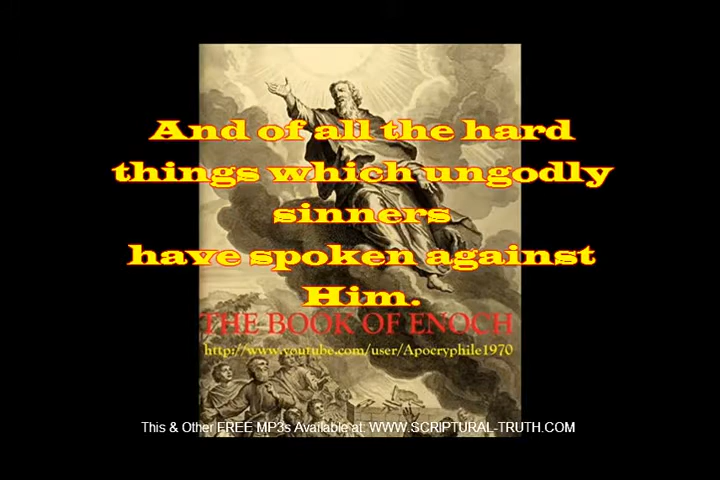 And of all the hard
things which ungodly
sinners
have spoken against
Him.
THE BOOK OF ENOCH
http://www.youtube.com/user/Apocryphile1970
This & Other FREE MP3s Available at: WWW.SCRIPTURAL-TRUTH.COM